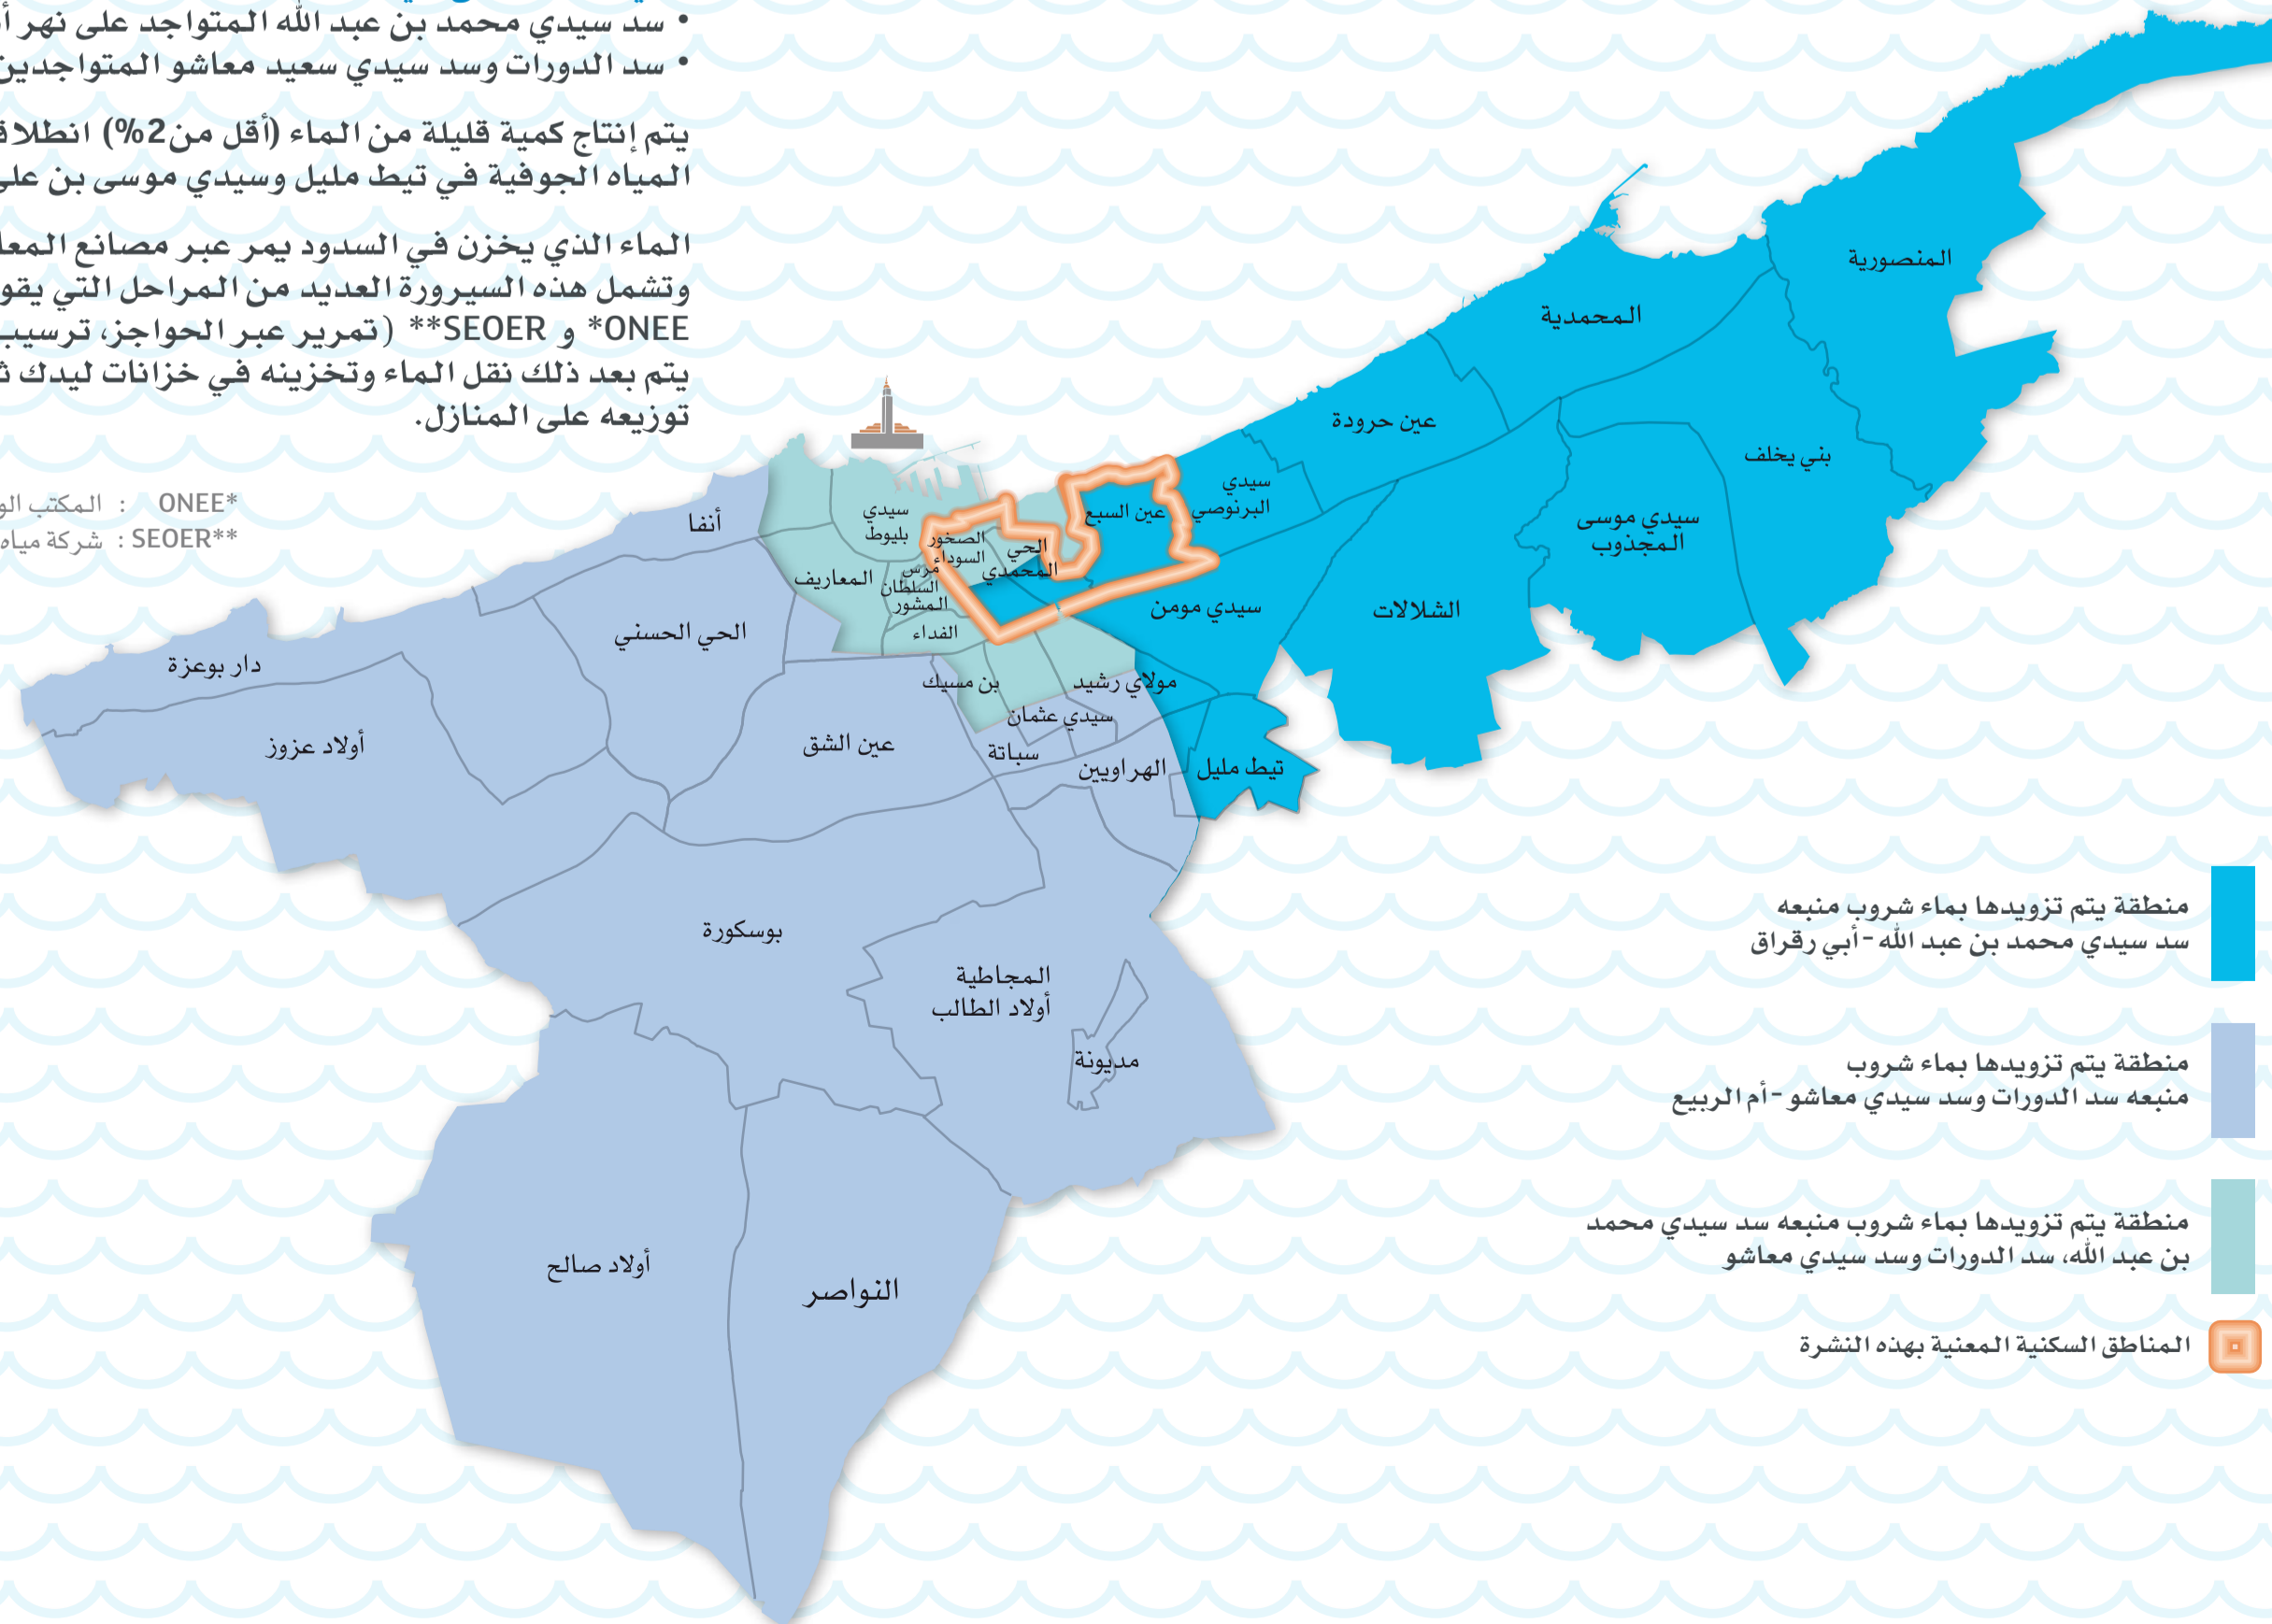 • سد سيدي محمد بن عبد الله المتواجد على نهر
• سد الدورات وسد سيدي سعيد معاشو المتواجدين
يتم إنتاج كمية قليلة من الماء (أقل من 2%)
المياه الجوفية في تيط مليل وسيدي موسى بن
الماء الذي يخزن في السدود يمر عبر مصانع
وتشمل هذه السيرورة العديد من المراحل التي
ONEE* و SEOER** (تمرير عبر الحواجز، ترسيب
يتم بعد ذلك نقل الماء وتخزينه في خزانات ليدك
توزيعه على المنازل.
*ONEE : المكتب
**SEOER : شركة مياه
المنصورية
المحمدية
عين حرودة
بني يخلف
سيدي
البرنوصي
عين السبع
سيدي موسى
المجذوب
الشلالات
سيدي مومن
سيدي
بليوط
الصخور
السوداء
الحي
المحمدي
مرس
السلطان
المشور
المعاريف
الفداء
أنفا
الحي الحسني
دار بوعزة
أولاد عزوز
عين الشق
بن مسيك
مولاي رشيد
سيدي عثمان
سباتة
الهراويين
تيط مليل
بوسكورة
المجاطية
أولاد الطالب
مديونة
أولاد صالح
النواصر
منطقة يتم تزويدها بماء شروب منبعه
سد سيدي محمد بن عبد الله - أبي رقراق
منطقة يتم تزويدها بماء شروب
منبعه سد الدورات وسد سيدي معاشو - أم الربيع
منطقة يتم تزويدها بماء شروب منبعه سد سيدي محمد
بن عبد الله، سد الدورات وسد سيدي معاشو
المناطق السكنية المعنية بهذه النشرة